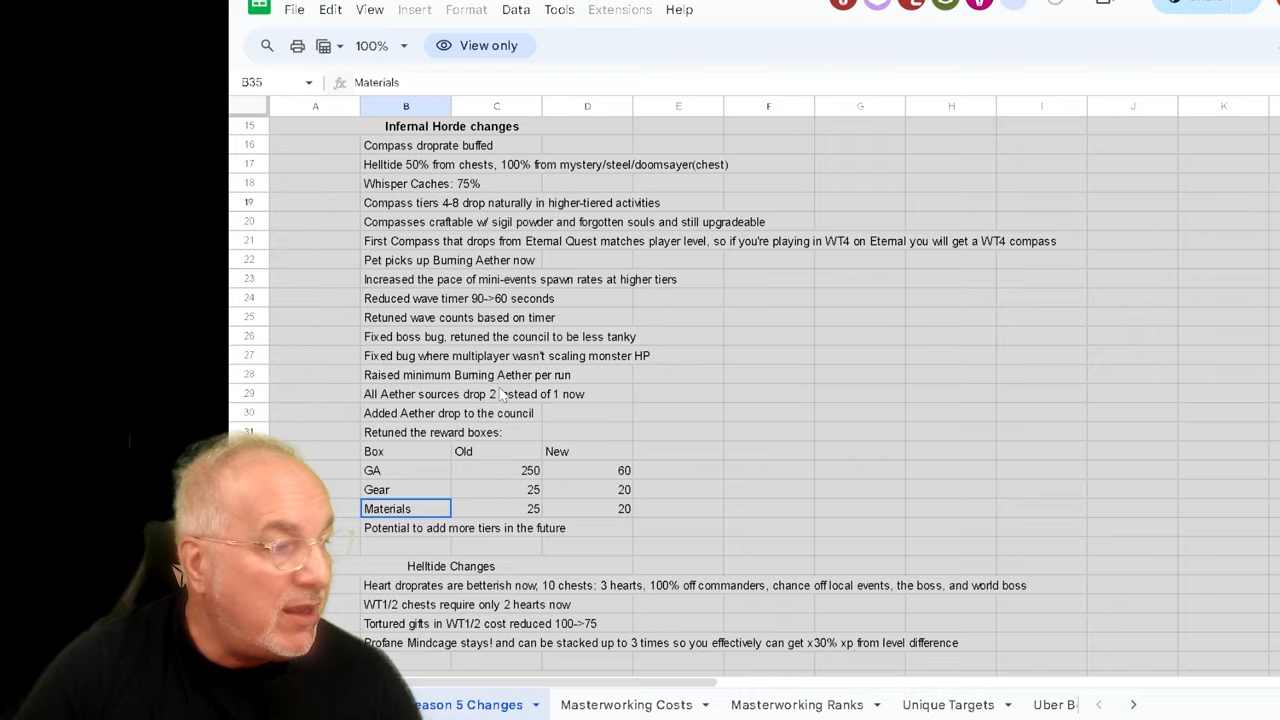 File Edit View Insert Format Data Tools Extensions Help
100% View only
B35 fx Materials
A B C D E F G H I J K
15 Infernal Horde changes
16 Compass droprate buffed
17 Helltide 50% from chests, 100% from mystery/steel/doomsayer(chest)
18 Whisper Caches: 75%
19 Compass tiers 4-8 drop naturally in higher-tiered activities
20 Compasses craftable w/ sigil powder and forgotten souls and still upgradeable
21 First Compass that drops from Eternal Quest matches player level, so if you're playing in WT4 on Eternal you will get a WT4 compass
22 Pet picks up Burning Aether now
23 Increased the pace of mini-events spawn rates at higher tiers
24 Reduced wave timer 90->60 seconds
25 Retuned wave counts based on timer
26 Fixed boss bug, retuned the council to be less tanky
27 Fixed bug where multiplayer wasn't scaling monster HP
28 Raised minimum Burning Aether per run
29 All Aether sources drop 2 instead of 1 now
30 Added Aether drop to the council
31 Retuned the reward boxes:
Box Old New
GA 250 60
Gear 25 20
Materials 25 20
Potential to add more tiers in the future
Helltide Changes
Heart droprates are betterish now, 10 chests: 3 hearts, 100% off commanders, chance off local events, the boss, and world boss
WT1/2 chests require only 2 hearts now
Tortured gifts in WT1/2 cost reduced 100->75
Profane Mindcage stays! and can be stacked up to 3 times so you effectively can get x30% xp from level difference
eason 5 Changes Masterworking Costs Masterworking Ranks Unique Targets Uber B